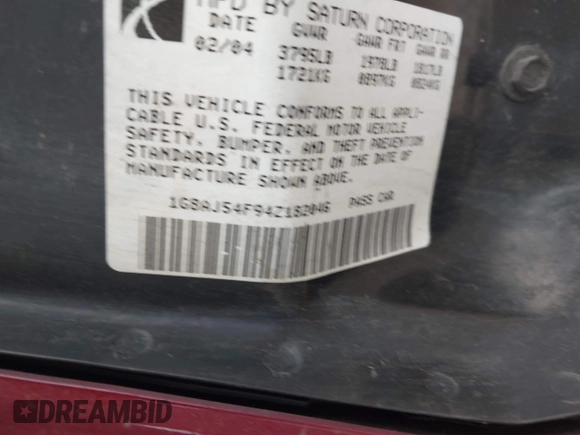 MFD BY SATURN CORPORATION
DATE GVWR GAWR FRT GAWR RR
02/04 3795LB 1978LB 1817LB
1721KG 0897KG 0824KG
THIS VEHICLE CONFORMS TO ALL APPLI-
CABLE U.S. FEDERAL MOTOR VEHICLE
SAFETY, BUMPER, AND THEFT PREVENTION
STANDARDS IN EFFECT ON THE DATE OF
MANUFACTURE SHOWN ABOVE.
1G8AJ54F94Z182046 PASS CAR
DREAMBID